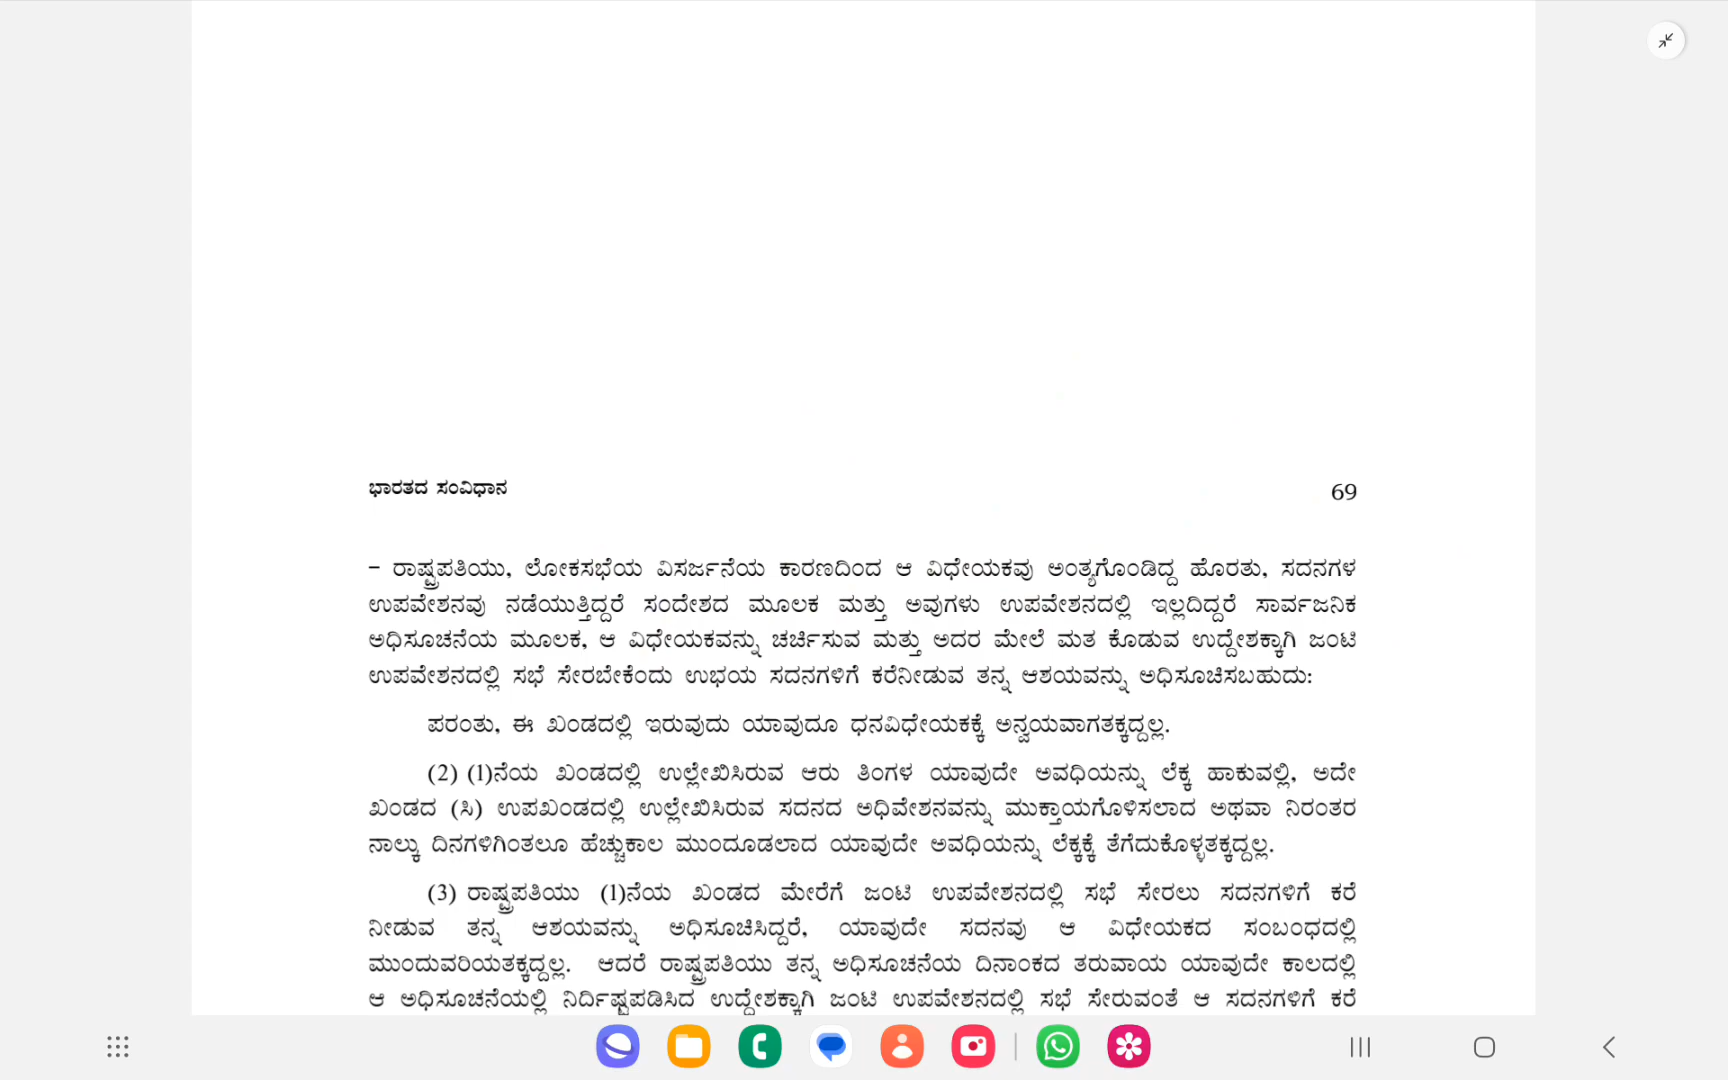 ಭಾರತದ ಸಂವಿಧಾನ 69
– ರಾಷ್ಟ್ರಪತಿಯು, ಲೋಕಸಭೆಯ ವಿಸರ್ಜನೆಯ ಕಾರಣದಿಂದ ಆ ವಿಧೇಯಕವು ಅಂತ್ಯಗೊಂಡಿದ್ದ ಹೊರತು, ಸದನಗಳ
ಉಪವೇಶನವು ನಡೆಯುತ್ತಿದ್ದರೆ ಸಂದೇಶದ ಮೂಲಕ ಮತ್ತು ಅವುಗಳು ಉಪವೇಶನದಲ್ಲಿ ಇಲ್ಲದಿದ್ದರೆ ಸಾರ್ವಜನಿಕ
ಅಧಿಸೂಚನೆಯ ಮೂಲಕ, ಆ ವಿಧೇಯಕವನ್ನು ಚರ್ಚಿಸುವ ಮತ್ತು ಅದರ ಮೇಲೆ ಮತ ಕೊಡುವ ಉದ್ದೇಶಕ್ಕಾಗಿ ಜಂಟಿ
ಉಪವೇಶನದಲ್ಲಿ ಸಭೆ ಸೇರಬೇಕೆಂದು ಉಭಯ ಸದನಗಳಿಗೆ ಕರೆನೀಡುವ ತನ್ನ ಆಶಯವನ್ನು ಅಧಿಸೂಚಿಸಬಹುದು:
ಪರಂತು, ಈ ಖಂಡದಲ್ಲಿ ಇರುವುದು ಯಾವುದೂ ಧನವಿಧೇಯಕಕ್ಕೆ ಅನ್ವಯವಾಗತಕ್ಕದ್ದಲ್ಲ.
(2) (1)ನೆಯ ಖಂಡದಲ್ಲಿ ಉಲ್ಲೇಖಿಸಿರುವ ಆರು ತಿಂಗಳ ಯಾವುದೇ ಅವಧಿಯನ್ನು ಲೆಕ್ಕ ಹಾಕುವಲ್ಲಿ, ಅದೇ
ಖಂಡದ (ಸಿ) ಉಪಖಂಡದಲ್ಲಿ ಉಲ್ಲೇಖಿಸಿರುವ ಸದನದ ಅಧಿವೇಶನವನ್ನು ಮುಕ್ತಾಯಗೊಳಿಸಲಾದ ಅಥವಾ ನಿರಂತರ
ನಾಲ್ಕು ದಿನಗಳಿಗಿಂತಲೂ ಹೆಚ್ಚುಕಾಲ ಮುಂದೂಡಲಾದ ಯಾವುದೇ ಅವಧಿಯನ್ನು ಲೆಕ್ಕಕ್ಕೆ ತೆಗೆದುಕೊಳ್ಳತಕ್ಕದ್ದಲ್ಲ.
(3) ರಾಷ್ಟ್ರಪತಿಯು (1)ನೆಯ ಖಂಡದ ಮೇರೆಗೆ ಜಂಟಿ ಉಪವೇಶನದಲ್ಲಿ ಸಭೆ ಸೇರಲು ಸದನಗಳಿಗೆ ಕರೆ
ನೀಡುವ ತನ್ನ ಆಶಯವನ್ನು ಅಧಿಸೂಚಿಸಿದ್ದರೆ, ಯಾವುದೇ ಸದನವು ಆ ವಿಧೇಯಕದ ಸಂಬಂಧದಲ್ಲಿ
ಮುಂದುವರಿಯತಕ್ಕದ್ದಲ್ಲ. ಆದರೆ ರಾಷ್ಟ್ರಪತಿಯು ತನ್ನ ಅಧಿಸೂಚನೆಯ ದಿನಾಂಕದ ತರುವಾಯ ಯಾವುದೇ ಕಾಲದಲ್ಲಿ
ಆ ಅಧಿಸೂಚನೆಯಲ್ಲಿ ನಿರ್ದಿಷ್ಟಪಡಿಸಿದ ಉದ್ದೇಶಕ್ಕಾಗಿ ಜಂಟಿ ಉಪವೇಶನದಲ್ಲಿ ಸಭೆ ಸೇರುವಂತೆ ಆ ಸದನಗಳಿಗೆ ಕರೆ